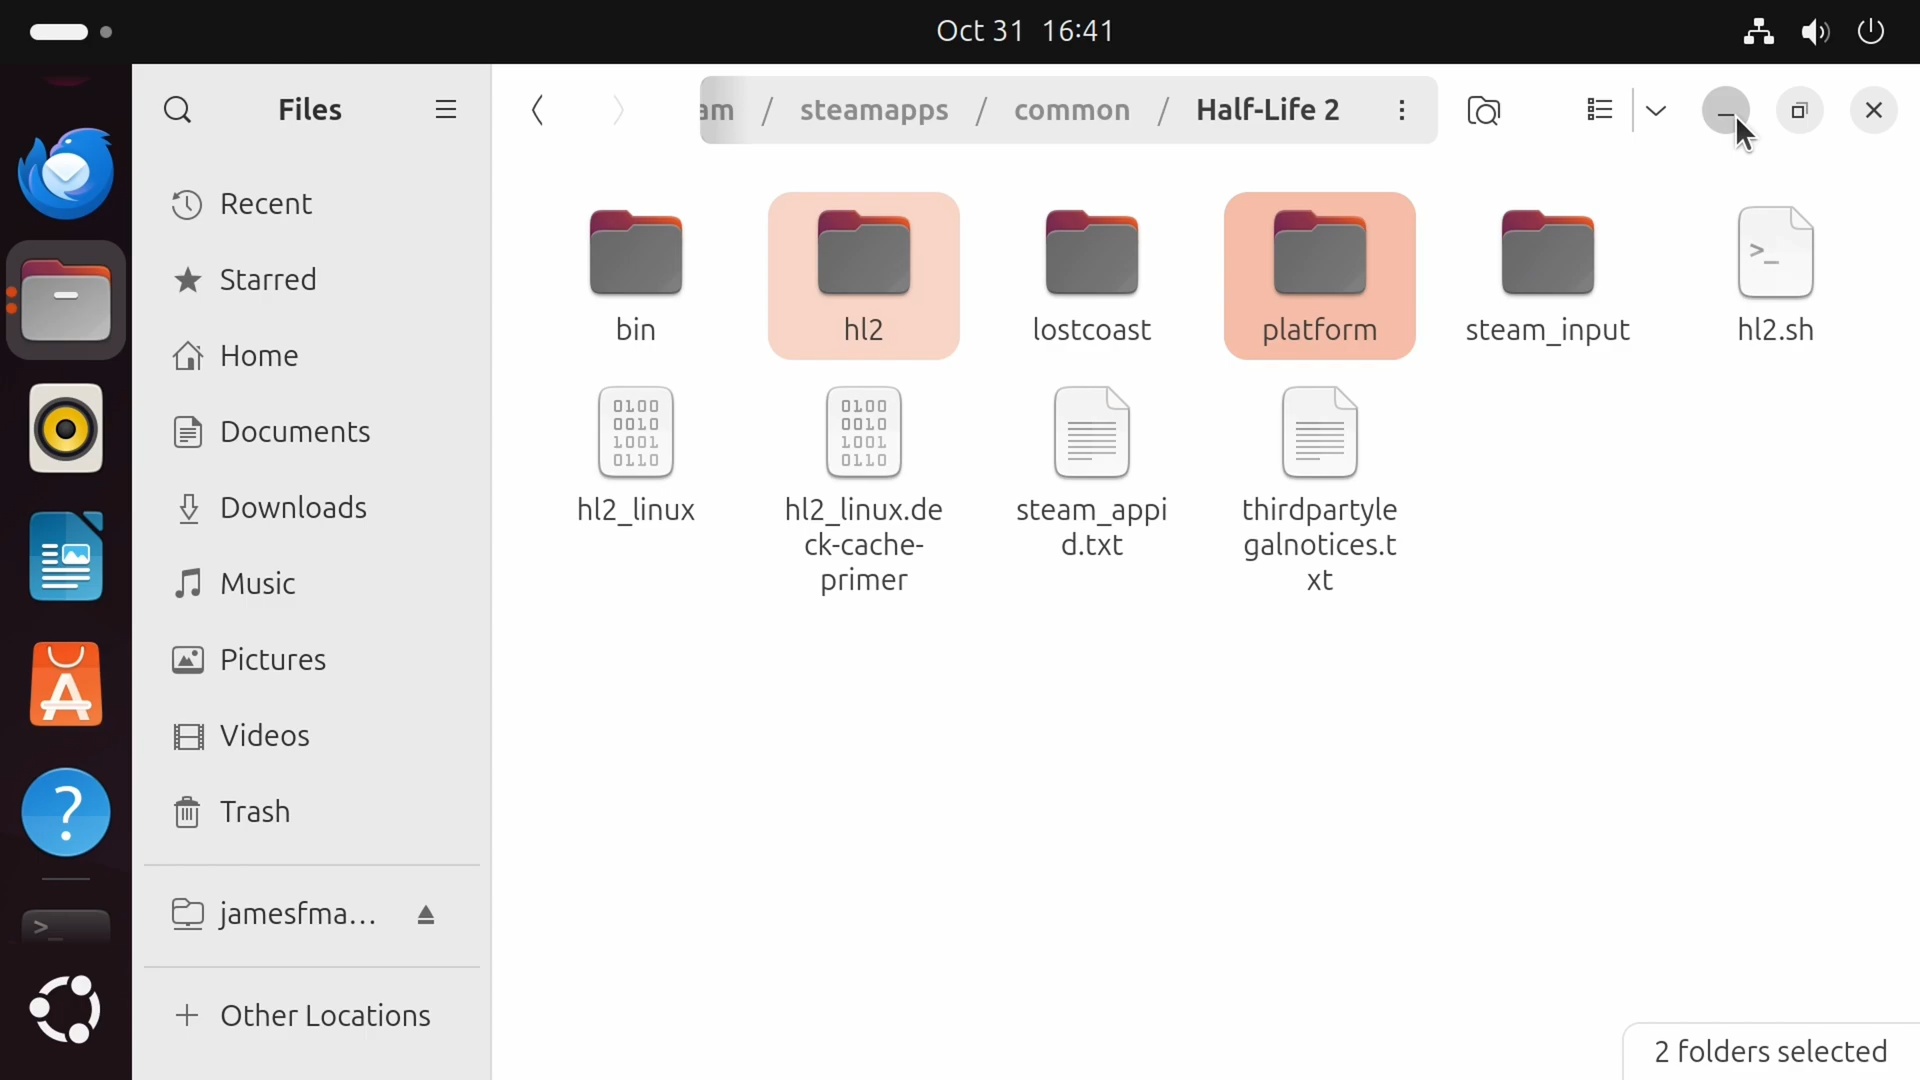 Oct 31 16:41
Files
am / steamapps / common / Half-Life 2
Recent
Starred
Home
Documents
Downloads
Music
Pictures
Videos
Trash
jamesfma...
Other Locations
bin
hl2
lostcoast
platform
steam_input
>_
hl2.sh
0100
0010
1001
0110
hl2_linux
0100
0010
1001
0110
hl2_linux.de
ck-cache-
primer
steam_appi
d.txt
thirdpartyle
galnotices.t
xt
2 folders selected